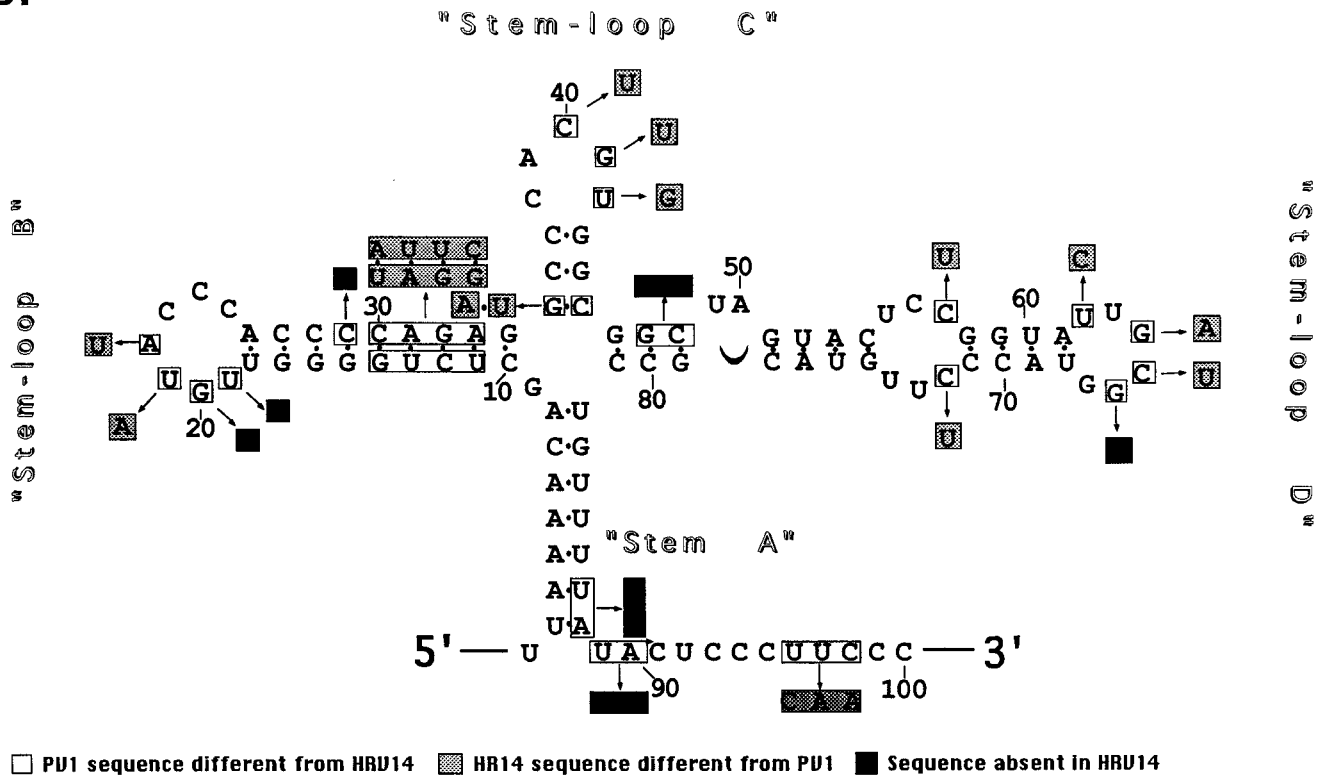 "Stem-loop C"
U
40
C U
A G
C U G
"Stem-loop B"
"Stem-loop D"
C·G
A U U C
U A G G C·G
U C
50
C C C 30 A·U G·C U A U C C 60 U U
U A A C C C C C A G A G G G C G U A C G G U A G A
U G U U G G G G U C U C C C G C A U G C C A U C U
A 20 10 G 80 U U C 70 G G
A·U U
C·G
A·U
A·U
A·U "Stem A"
A·U
U·A
5' U U A C U C C C U U C C C 3'
90 100
C A A
PV1 sequence different from HRV14 HR14 sequence different from PV1 Sequence absent in HRV14